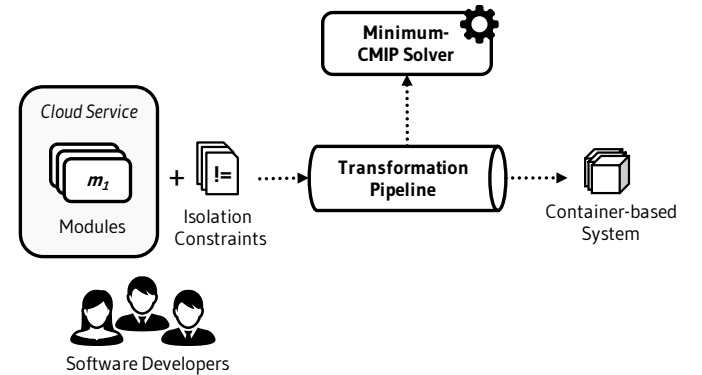 Minimum-
CMIP Solver
Cloud Service
m1
Modules
+
!=
Isolation
Constraints
Transformation
Pipeline
Container-based
System
Software Developers